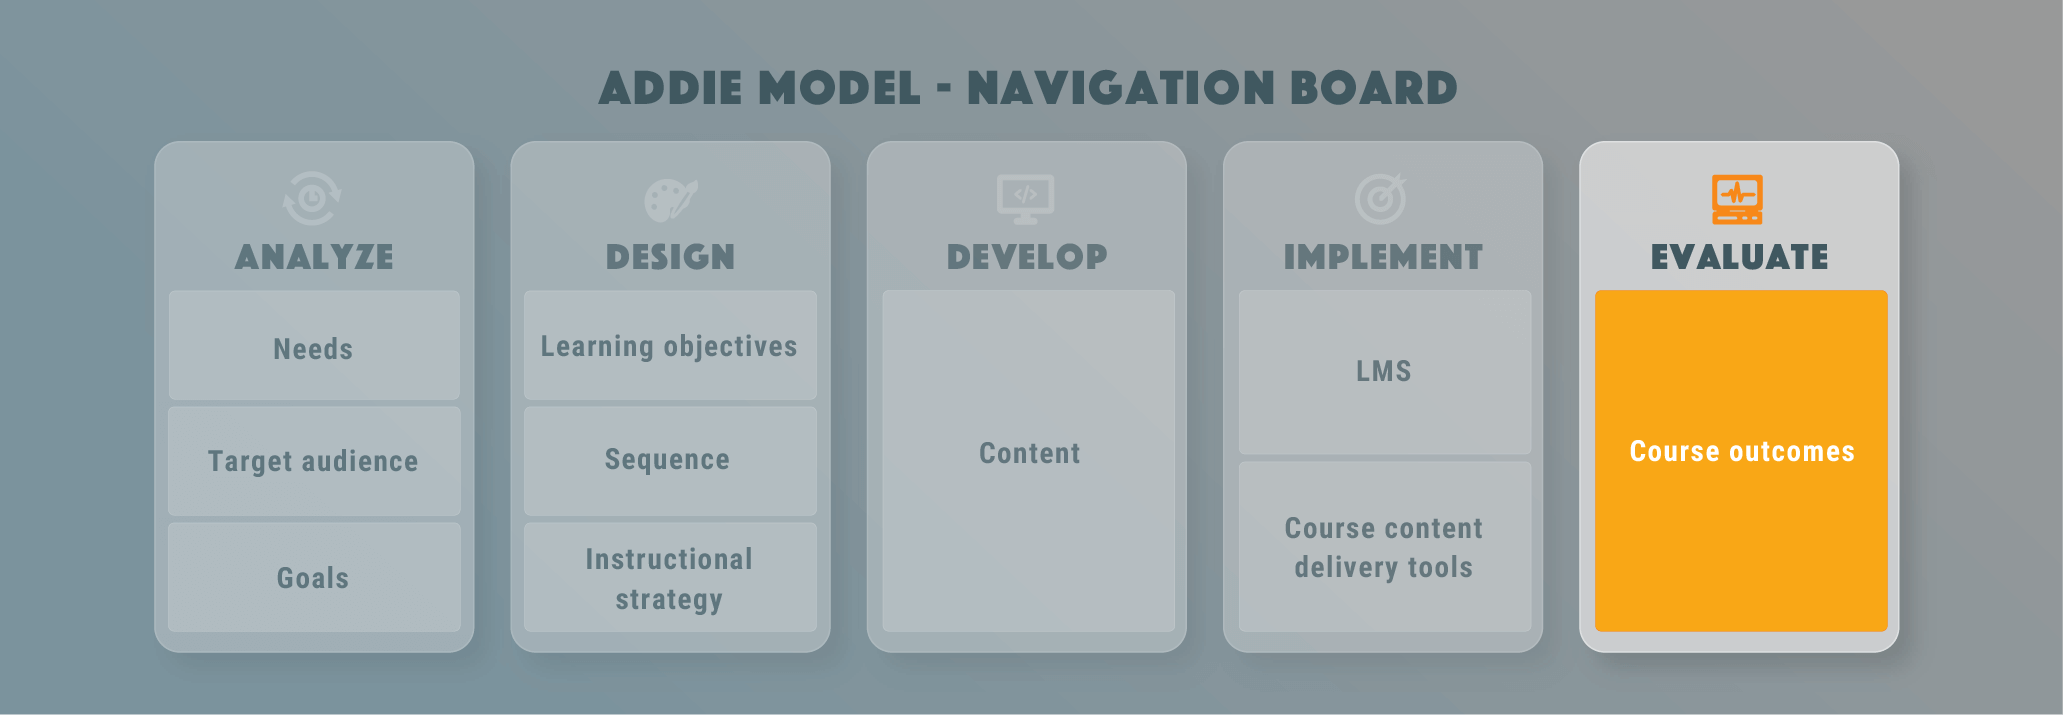 ADDIE MODEL - NAVIGATION BOARD
ANALYZE
Needs
Target audience
Goals
DESIGN
Learning objectives
Sequence
Instructional
strategy
DEVELOP
</>
Content
IMPLEMENT
LMS
Course content
delivery tools
EVALUATE
Course outcomes